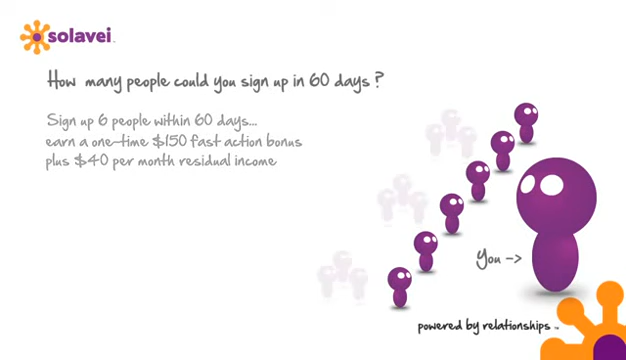 solavei
How many people could you sign up in 60 days?
Sign up 6 people within 60 days...
earn a one-time $150 fast action bonus
plus $40 per month residual income
You ->
powered by relationships